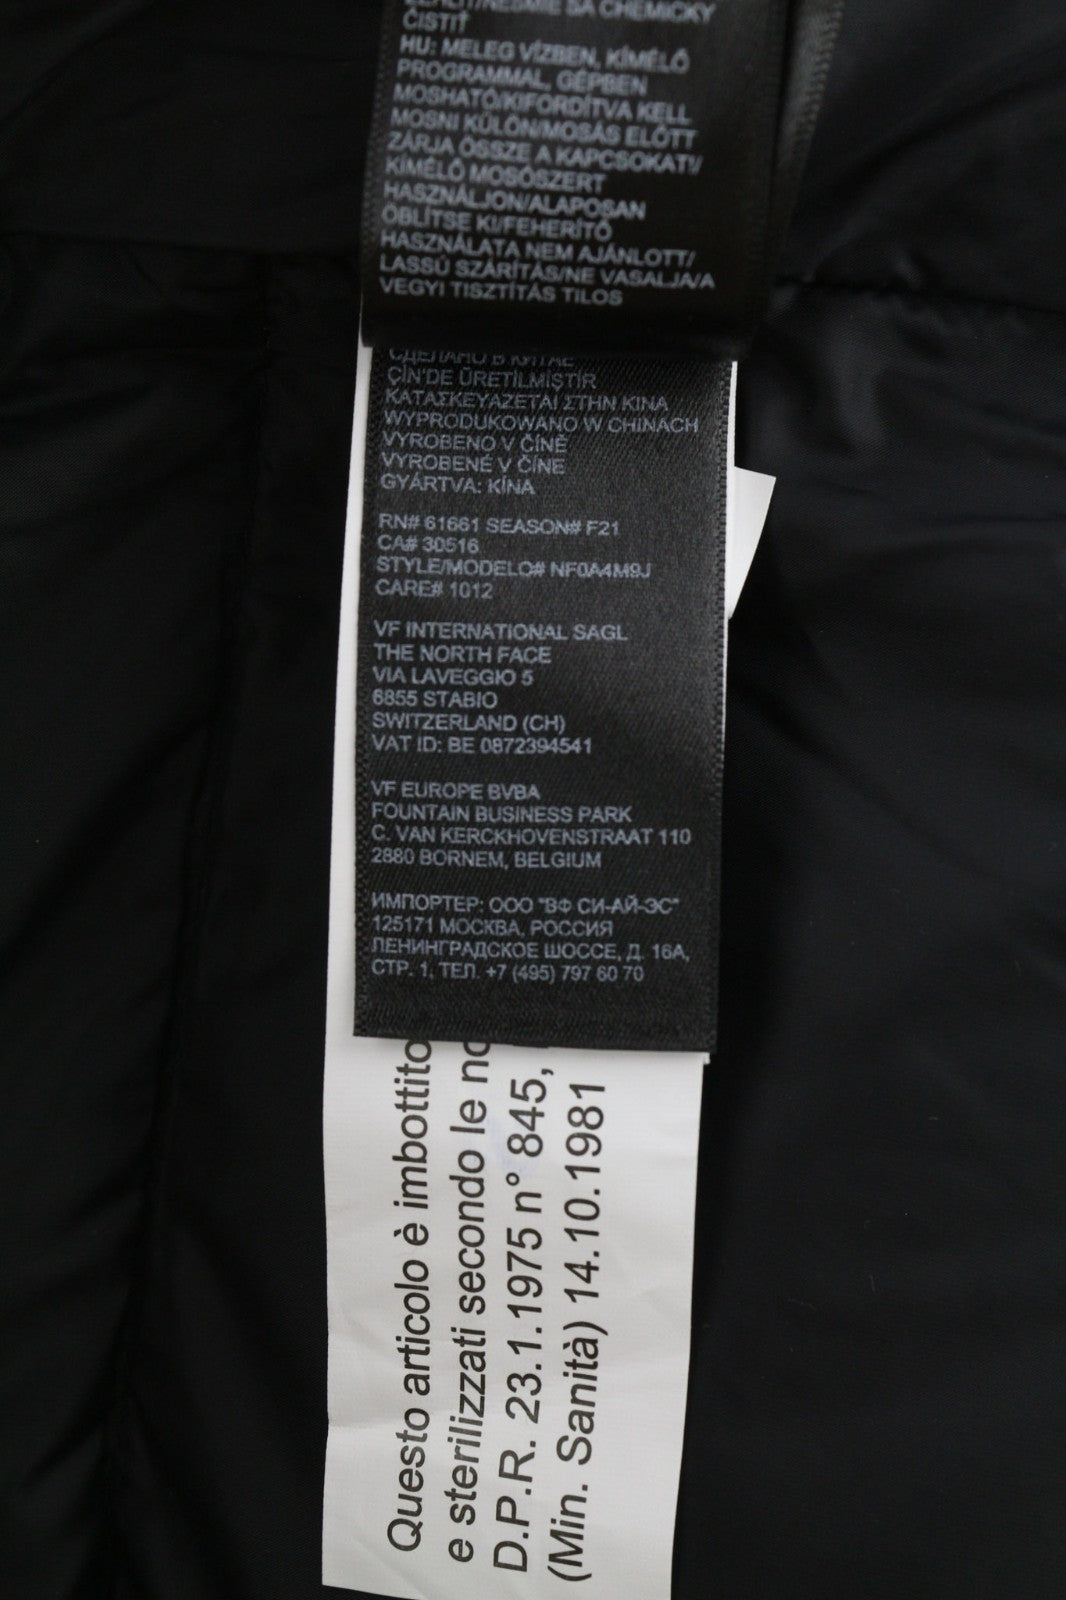 ČISTIŤ
HU: MELEG VÍZBEN, KÍMÉLŐ
PROGRAMMAL, GÉPBEN
MOSHATÓ/KIFORDÍTVA KELL
MOSNI KÜLÖN/MOSÁS ELŐTT
ZÁRJA ÖSSZE A KAPCSOKAT/
KÍMÉLŐ MOSÓSZERT
HASZNÁLJON/ALAPOSAN
ÖBLÍTSE KI/FEHERÍTŐ
HASZNÁLATA NEM AJÁNLOTT/
LASSÚ SZÁRÍTÁS/NE VASALJA/A
VEGYI TISZTÍTÁS TILOS
СДЕЛАНО В КИТАЕ
ÇİN'DE ÜRETİLMİŞTİR
ΚΑΤΑΣΚΕΥΑΖΕΤΑΙ ΣΤΗΝ ΚΙΝΑ
WYPRODUKOWANO W CHINACH
VYROBENO V ČÍNĚ
VYROBENÉ V ČÍNE
GYÁRTVA: KÍNA
RN# 61661 SEASON# F21
CA# 30516
STYLE/MODELO# NF0A4M9J
CARE# 1012
VF INTERNATIONAL SAGL
THE NORTH FACE
VIA LAVEGGIO 5
6855 STABIO
SWITZERLAND (CH)
VAT ID: BE 0872394541
VF EUROPE BVBA
FOUNTAIN BUSINESS PARK
C. VAN KERCKHOVENSTRAAT 110
2880 BORNEM, BELGIUM
ИМПОРТЕР: ООО "ВФ СИ-АЙ-ЭС"
125171 МОСКВА, РОССИЯ
ЛЕНИНГРАДСКОЕ ШОССЕ, Д. 16А,
СТР. 1, ТЕЛ. +7 (495) 797 60 70
Questo articolo è imbottito
e sterilizzati secondo le
D.P.R. 23.1.1975 n° 845,
(Min. Sanità) 14.10.1981